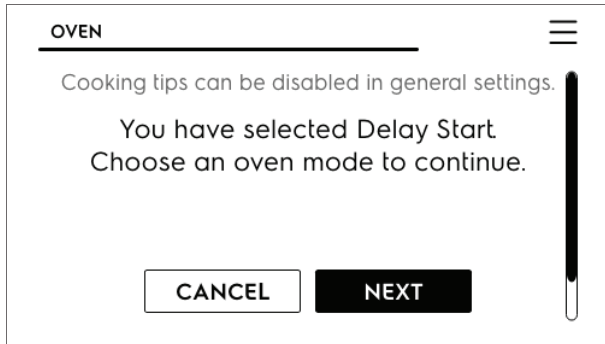 OVEN
Cooking tips can be disabled in general settings.
You have selected Delay Start.
Choose an oven mode to continue.
CANCEL NEXT